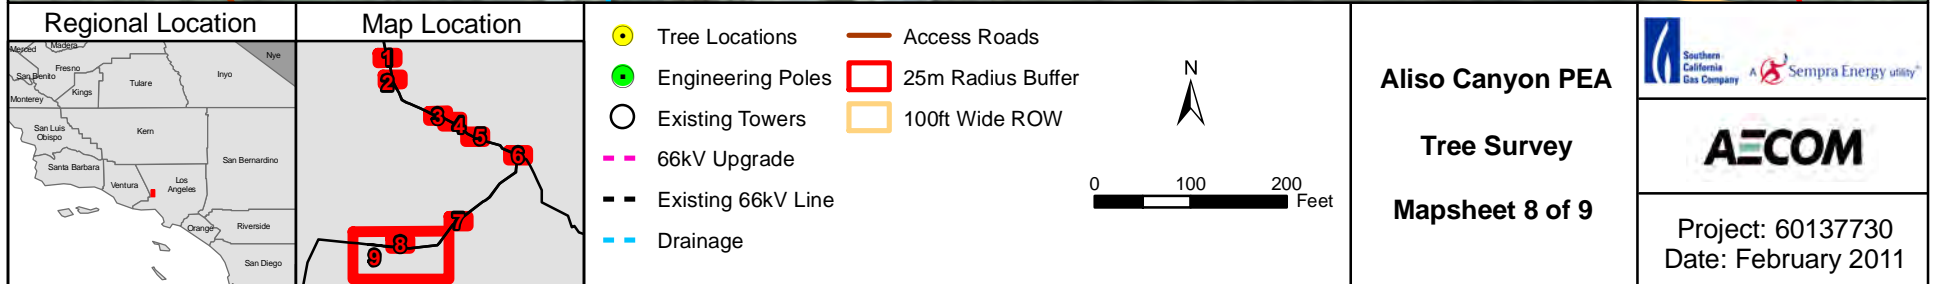 Regional Location
Merced
Madera
Nye
Fresno
San Benito
Inyo
Tulare
Kings
Monterey
San Luis
Obispo
Kern
San Bernardino
Santa Barbara
Ventura
Los
Angeles
Orange
Riverside
San Diego
Map Location
1
2
3
4
5
6
7
8
9
Tree Locations
Engineering Poles
Existing Towers
66kV Upgrade
Existing 66kV Line
Drainage
Access Roads
25m Radius Buffer
100ft Wide ROW
N
0 100 200
Feet
Aliso Canyon PEA
Tree Survey
Mapsheet 8 of 9
Southern
California
Gas Company
A Sempra Energy utility
AECOM
Project: 60137730
Date: February 2011